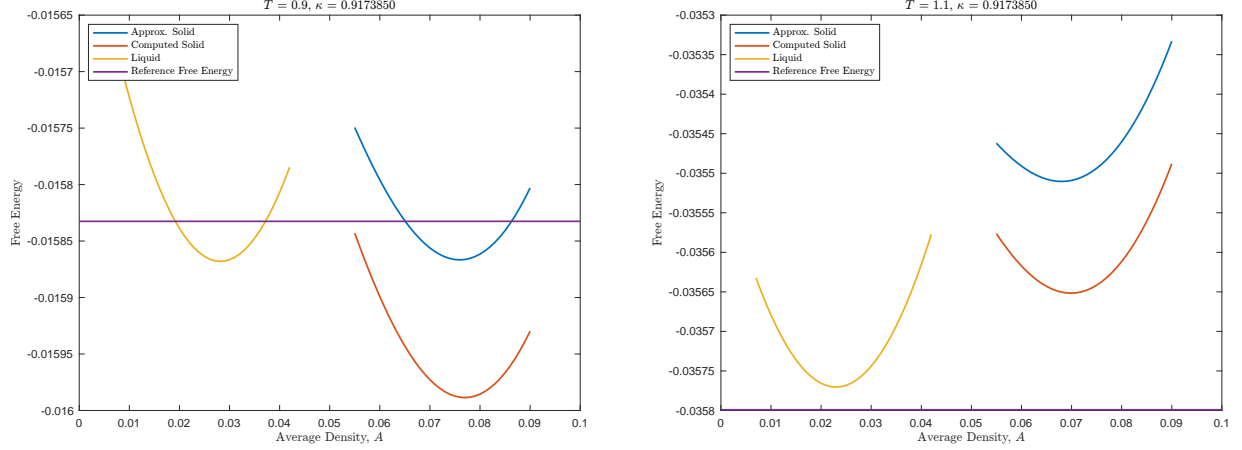 T = 0.9, κ = 0.9173850
-0.01565
-0.0157
-0.01575
-0.0158
-0.01585
-0.0159
-0.01595
-0.016
Free Energy
Approx. Solid
Computed Solid
Liquid
Reference Free Energy
0 0.01 0.02 0.03 0.04 0.05 0.06 0.07 0.08 0.09 0.1
Average Density, A
T = 1.1, κ = 0.9173850
-0.0353
-0.03535
-0.0354
-0.03545
-0.0355
-0.03555
-0.0356
-0.03565
-0.0357
-0.03575
-0.0358
Free Energy
Approx. Solid
Computed Solid
Liquid
Reference Free Energy
0 0.01 0.02 0.03 0.04 0.05 0.06 0.07 0.08 0.09 0.1
Average Density, A